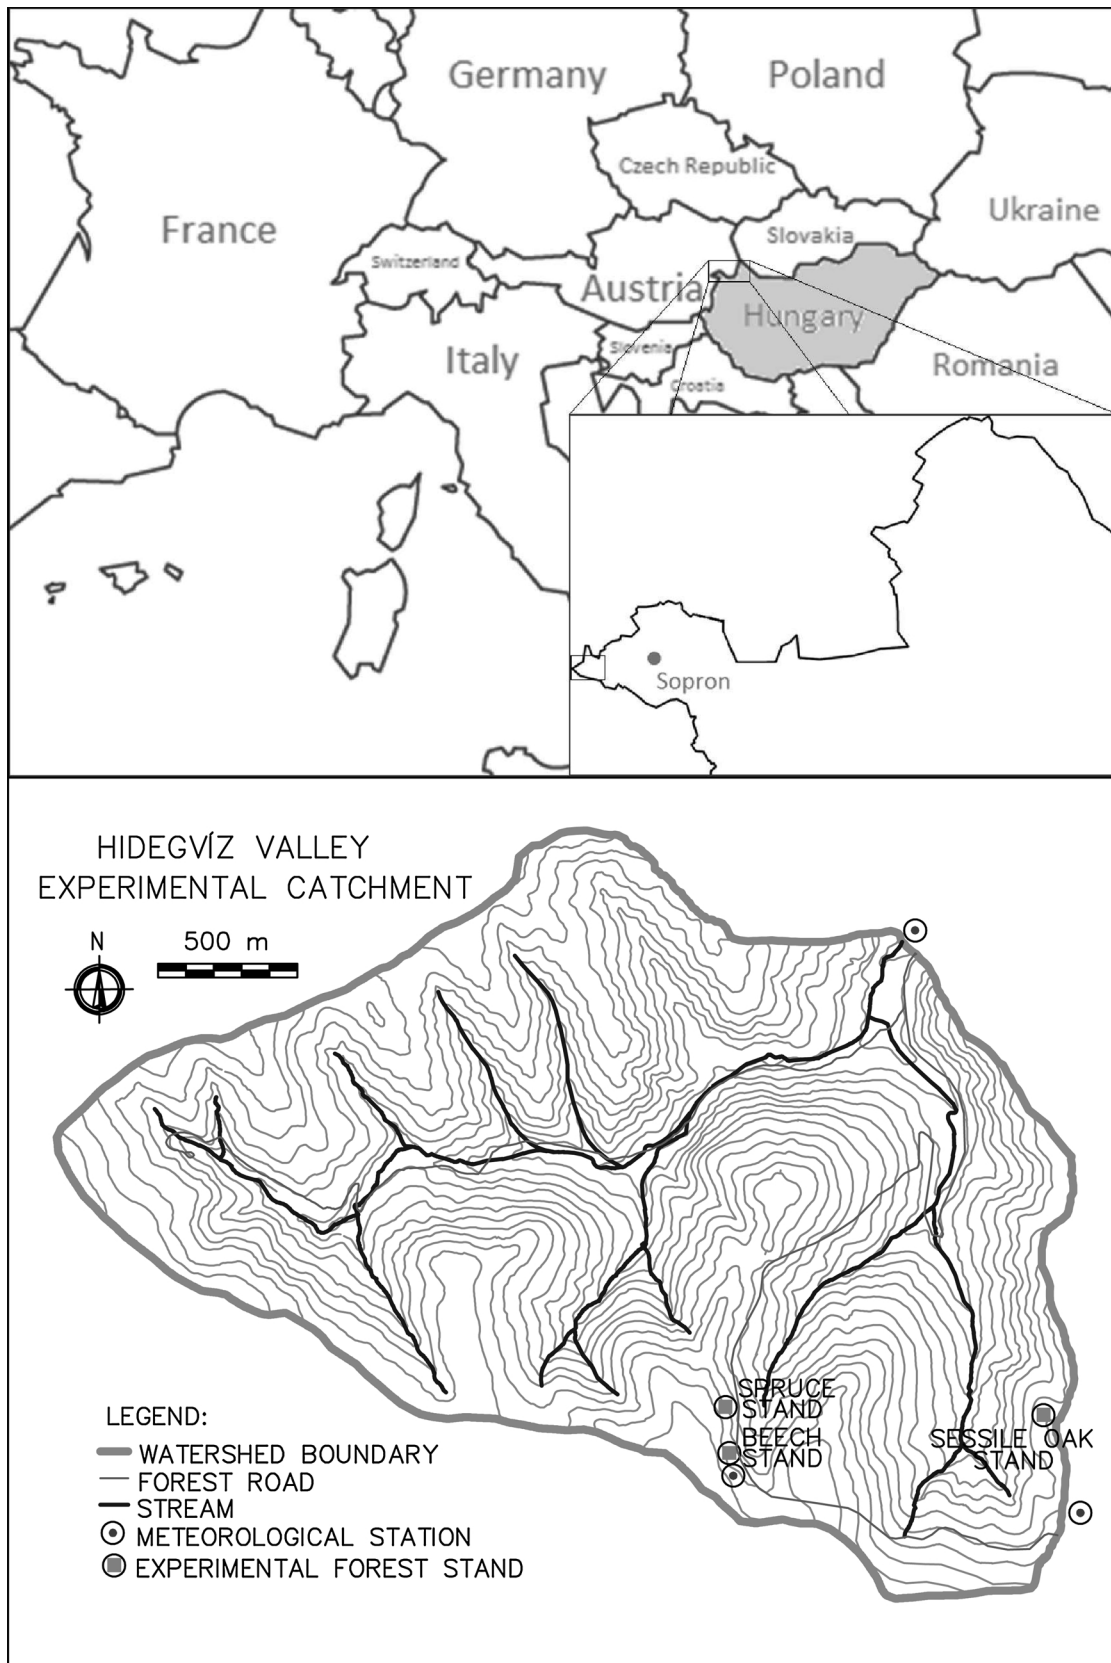 Germany
Poland
Czech Republic
Ukraine
France
Slovakia
Switzerland
Austria
Hungary
Slovenia
Italy
Romania
Croatia
Sopron
HIDEGVÍZ VALLEY
EXPERIMENTAL CATCHMENT
N
500 m
SPRUCE
STAND
BEECH
STAND
SESSILE OAK
STAND
LEGEND:
WATERSHED BOUNDARY
FOREST ROAD
STREAM
METEOROLOGICAL STATION
EXPERIMENTAL FOREST STAND